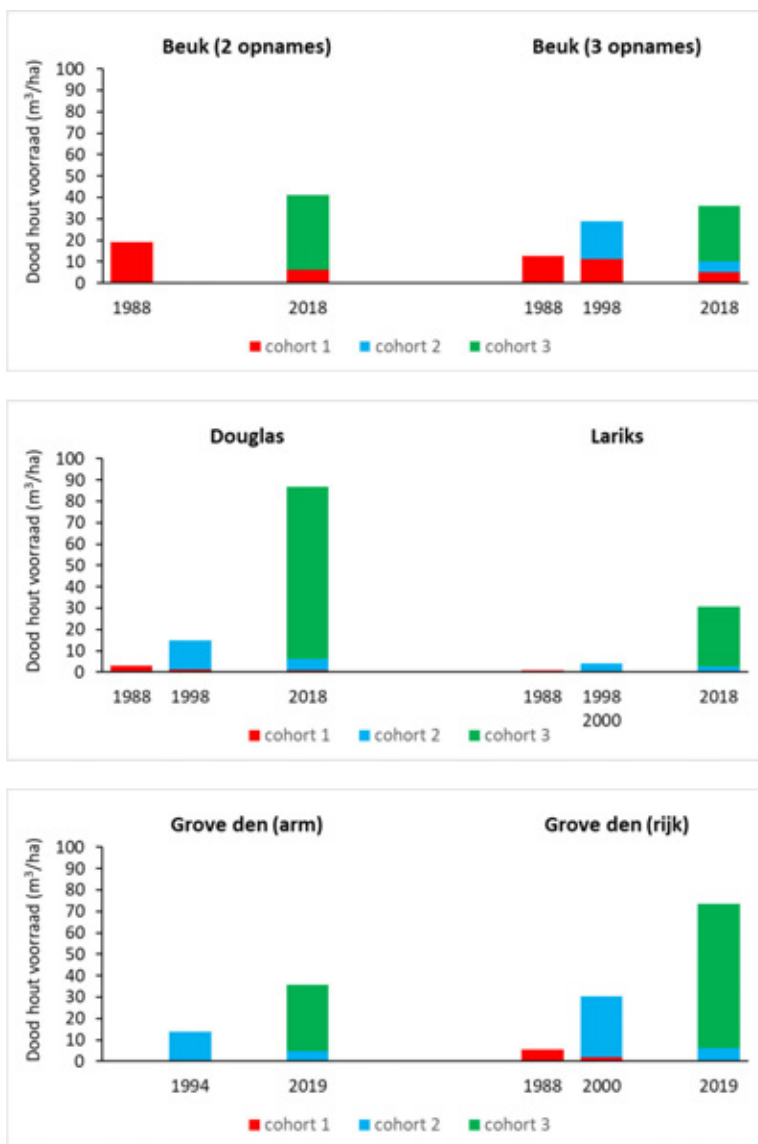 Beuk (2 opnames) Beuk (3 opnames)
Dood hout voorraad (m³/ha)
100
90
80
70
60
50
40
30
20
10
0
1988 2018 1988 1998 2018
cohort 1 cohort 2 cohort 3
Douglas Lariks
Dood hout voorraad (m³/ha)
100
90
80
70
60
50
40
30
20
10
0
1988 1998 2018 1988 1998 2018
2000
cohort 1 cohort 2 cohort 3
Grove den (arm) Grove den (rijk)
Dood hout voorraad (m³/ha)
100
90
80
70
60
50
40
30
20
10
0
1994 2019 1988 2000 2019
cohort 1 cohort 2 cohort 3